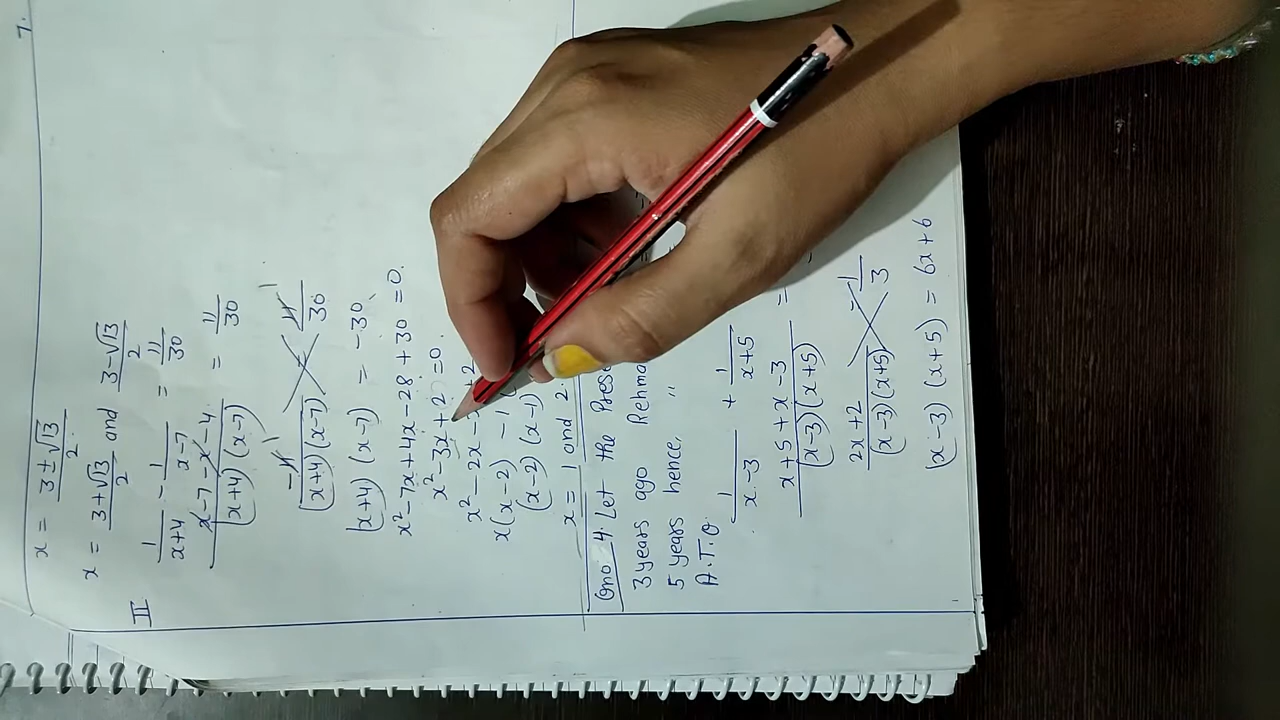 7.
x = 3 ± √13 / 2
x = 3 + √13 / 2 and 3 - √13 / 2
II 1 / x+4 - 1 / x-7 = 11 / 30
x - 7 - x - 4 / (x+4)(x-7) = 11 / 30
-11 1 / (x+4)(x-7) 11 1 / 30
(x+4) (x-7) = -30
x² - 7x + 4x - 28 + 30 = 0.
x² - 3x + 2 = 0.
x² - 2x -
x(x-2) - 1
(x-2) (x-1)
x = 1 and 2.
Qno 4. Let the
3 years ago
5 years hence, "
A.T.Q.
1 / x-3 + 1 / x+5
x+5 + x-3 / (x-3)(x+5) =
2x+2 / (x-3)(x+5) = 1 / 3
(x-3) (x+5) = 6x+6